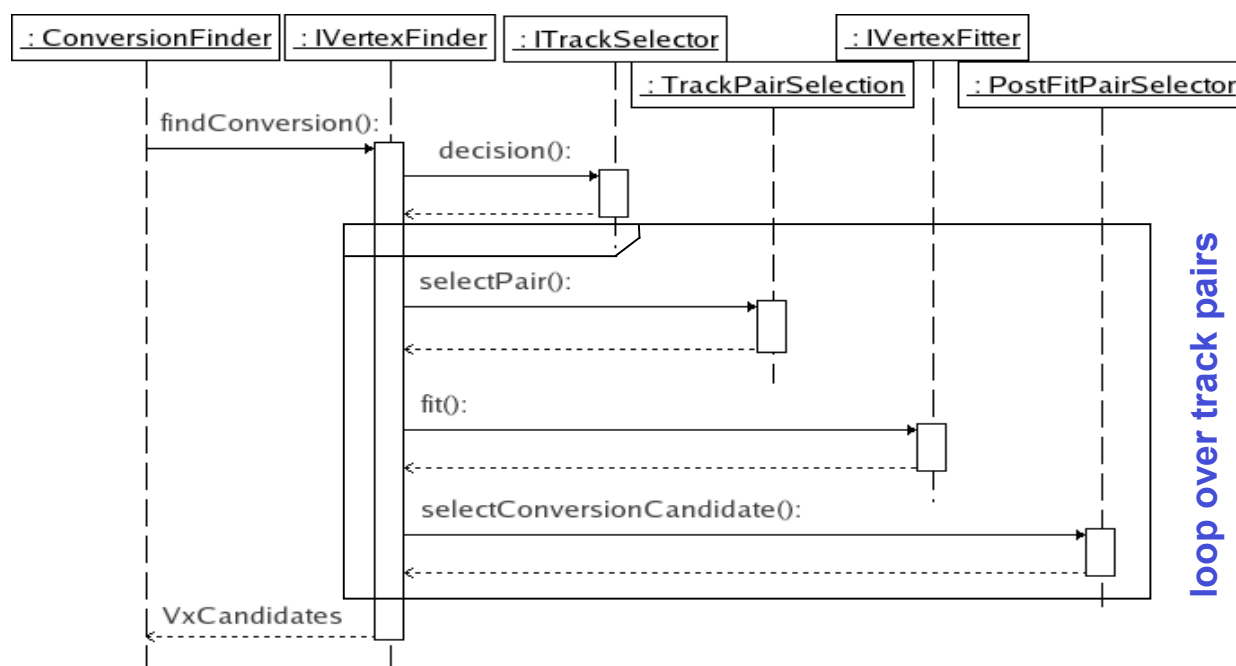 : ConversionFinder
: IVertexFinder
: ITrackSelector
: IVertexFitter
: TrackPairSelection
: PostFitPairSelector
findConversion():
decision():
selectPair():
fit():
selectConversionCandidate():
VxCandidates
loop over track pairs